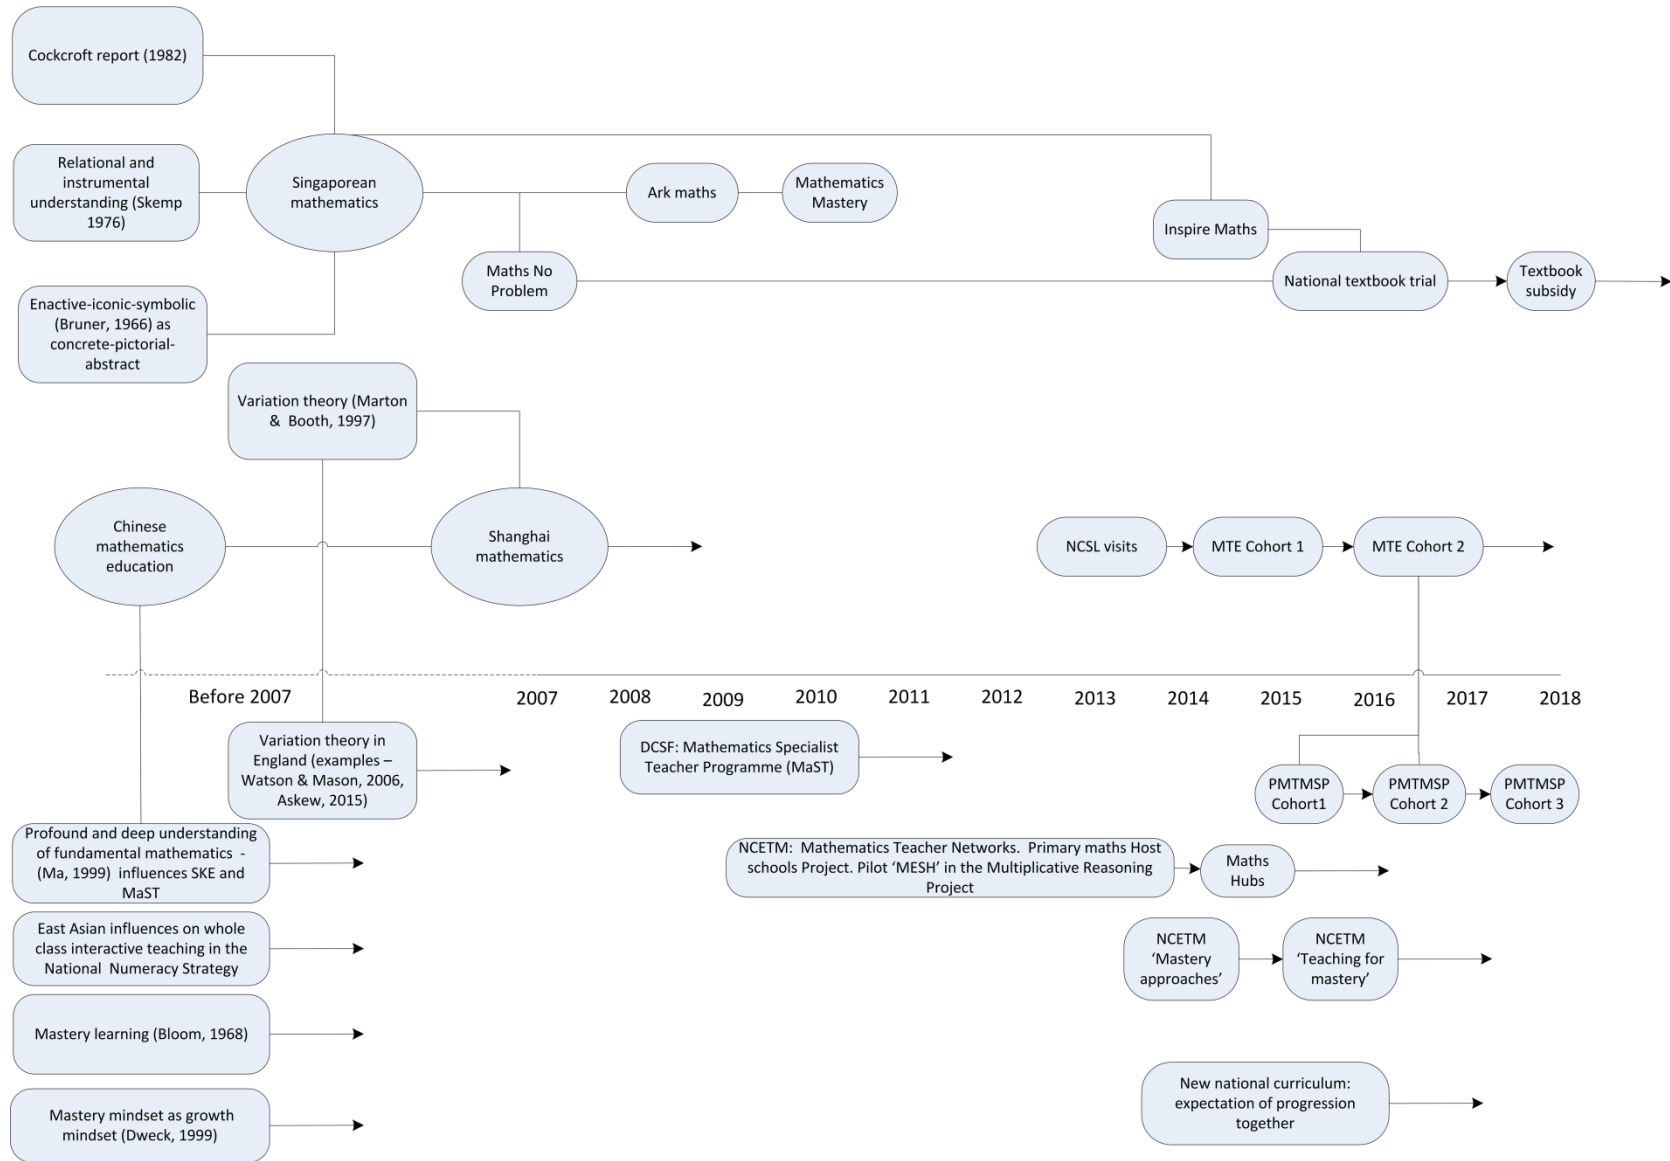 Cockcroft report (1982)
Relational and
instrumental
understanding (Skemp
1976)
Singaporean
mathematics
Ark maths
Mathematics
Mastery
Inspire Maths
Maths No
Problem
National textbook trial
Textbook
subsidy
Enactive-iconic-symbolic
(Bruner, 1966) as
concrete-pictorial-
abstract
Variation theory (Marton
& Booth, 1997)
Chinese
mathematics
education
Shanghai
mathematics
NCSL visits
MTE Cohort 1
MTE Cohort 2
Before 2007
2007
2008
2009
2010
2011
2012
2013
2014
2015
2016
2017
2018
Variation theory in
England (examples –
Watson & Mason, 2006,
Askew, 2015)
DCSF: Mathematics Specialist
Teacher Programme (MaST)
PMTMSP
Cohort1
PMTMSP
Cohort 2
PMTMSP
Cohort 3
Profound and deep understanding
of fundamental mathematics -
(Ma, 1999) influences SKE and
MaST
NCETM: Mathematics Teacher Networks. Primary maths Host
schools Project. Pilot ‘MESH’ in the Multiplicative Reasoning
Project
Maths
Hubs
East Asian influences on whole
class interactive teaching in the
National Numeracy Strategy
NCETM
‘Mastery
approaches’
NCETM
‘Teaching for
mastery’
Mastery learning (Bloom, 1968)
Mastery mindset as growth
mindset (Dweck, 1999)
New national curriculum:
expectation of progression
together